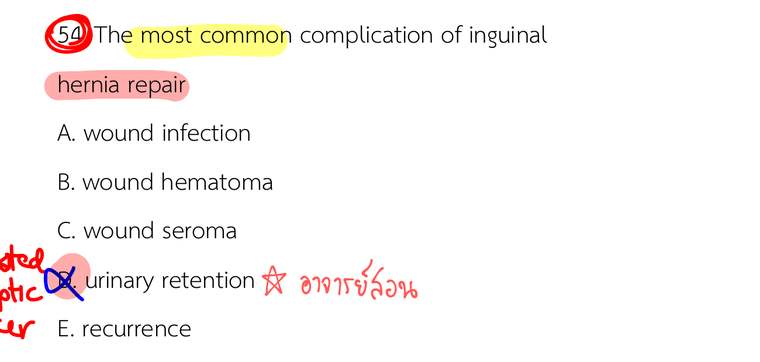 54. The most common complication of inguinal
hernia repair
A. wound infection
B. wound hematoma
C. wound seroma
D. urinary retention ☆ อาจารย์สอน
E. recurrence